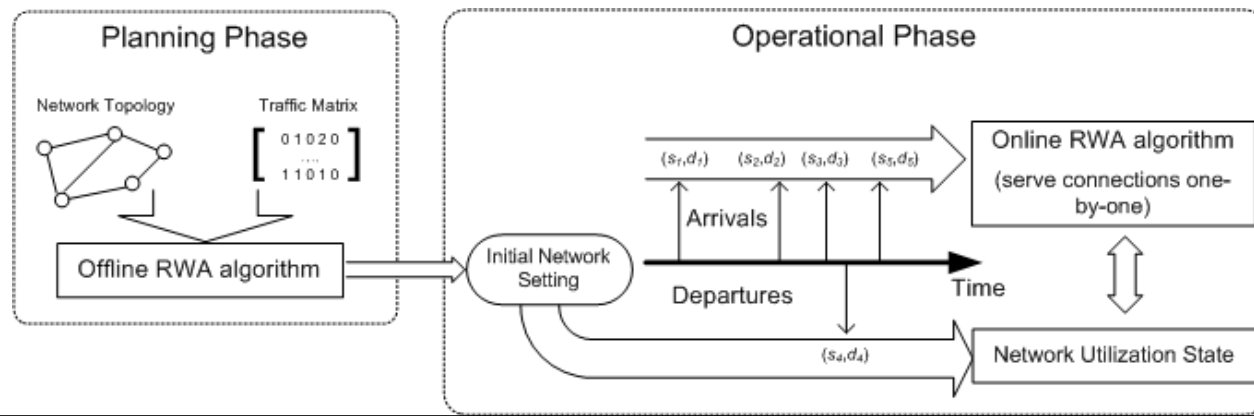 Planning Phase
Network Topology
Traffic Matrix
0 1 0 2 0
....
1 1 0 1 0
Offline RWA algorithm
Operational Phase
Initial Network
Setting
(s₁,d₁)
(s₂,d₂)
(s₃,d₃)
(s₅,d₅)
Arrivals
Departures
Time
(s₄,d₄)
Online RWA algorithm
(serve connections one-
by-one)
Network Utilization State